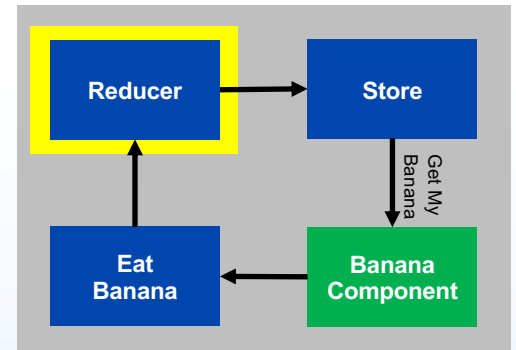 Reducer
Store
Get My
Banana
Eat
Banana
Banana
Component